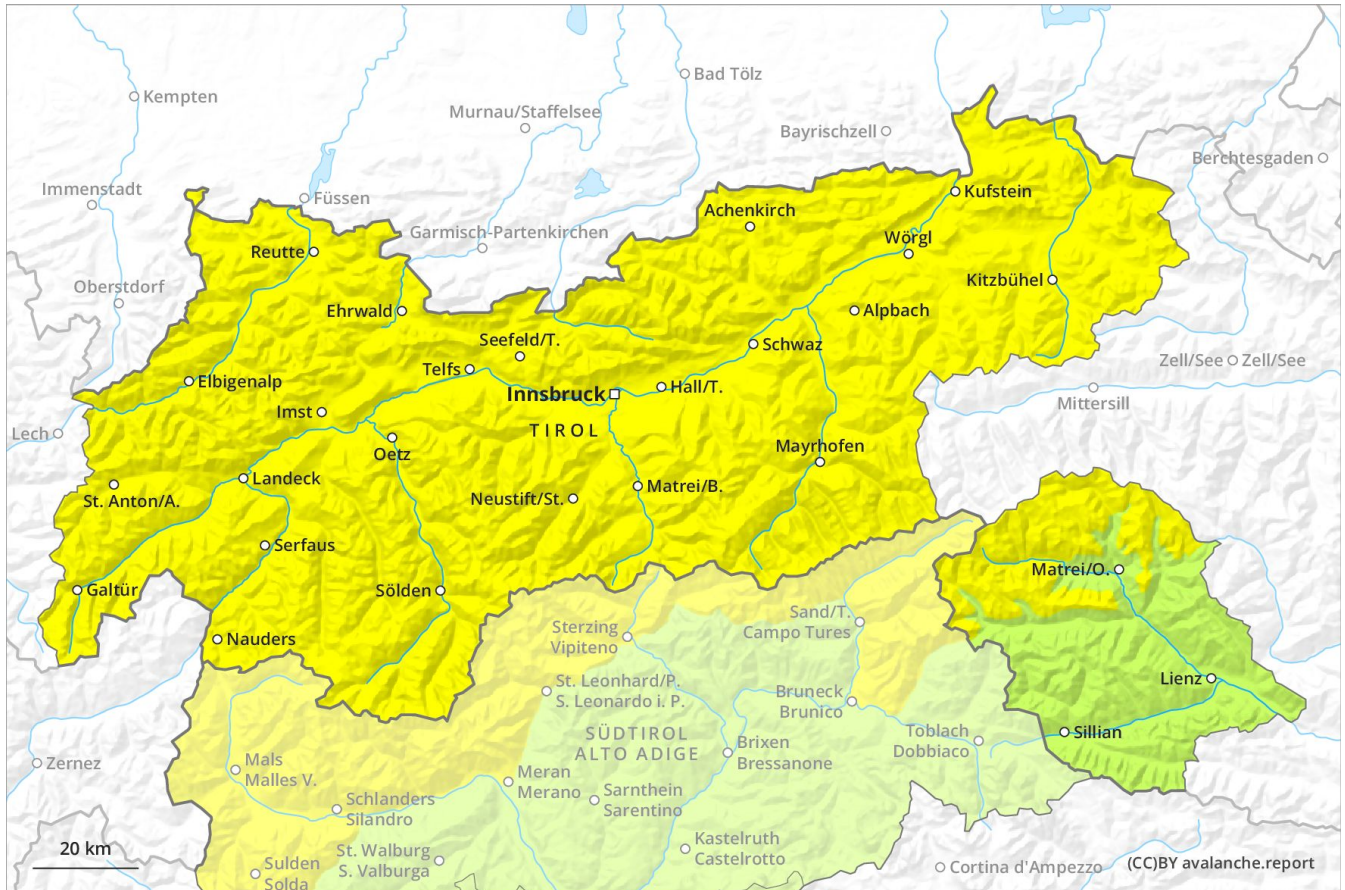 Bad Tölz
Kempten
Murnau/Staffelsee
Bayrischzell
Berchtesgaden
Immenstadt
Füssen
Kufstein
Achenkirch
Garmisch-Partenkirchen
Wörgl
Reutte
Oberstdorf
Kitzbühel
Ehrwald
Alpbach
Seefeld/T.
Schwaz
Zell/See
Zell/See
Telfs
Elbigenalp
Hall/T.
Innsbruck
Mittersill
Imst
Lech
TIROL
Mayrhofen
Oetz
Landeck
St. Anton/A.
Neustift/St.
Matrei/B.
Serfaus
Matrei/O.
Galtür
Sölden
Sand/T.
Campo Tures
Sterzing
Vipiteno
Nauders
Lienz
St. Leonhard/P.
S. Leonardo i. P.
Bruneck
Brunico
SÜDTIROL
ALTO ADIGE
Toblach
Dobbiaco
Sillian
Brixen
Bressanone
Mals
Malles V.
Zernez
Meran
Merano
Sarnthein
Sarentino
Schlanders
Silandro
Kastelruth
Castelrotto
20 km
St. Walburg
S. Valburga
Sulden
Solda
Cortina d'Ampezzo
(CC)BY avalanche.report